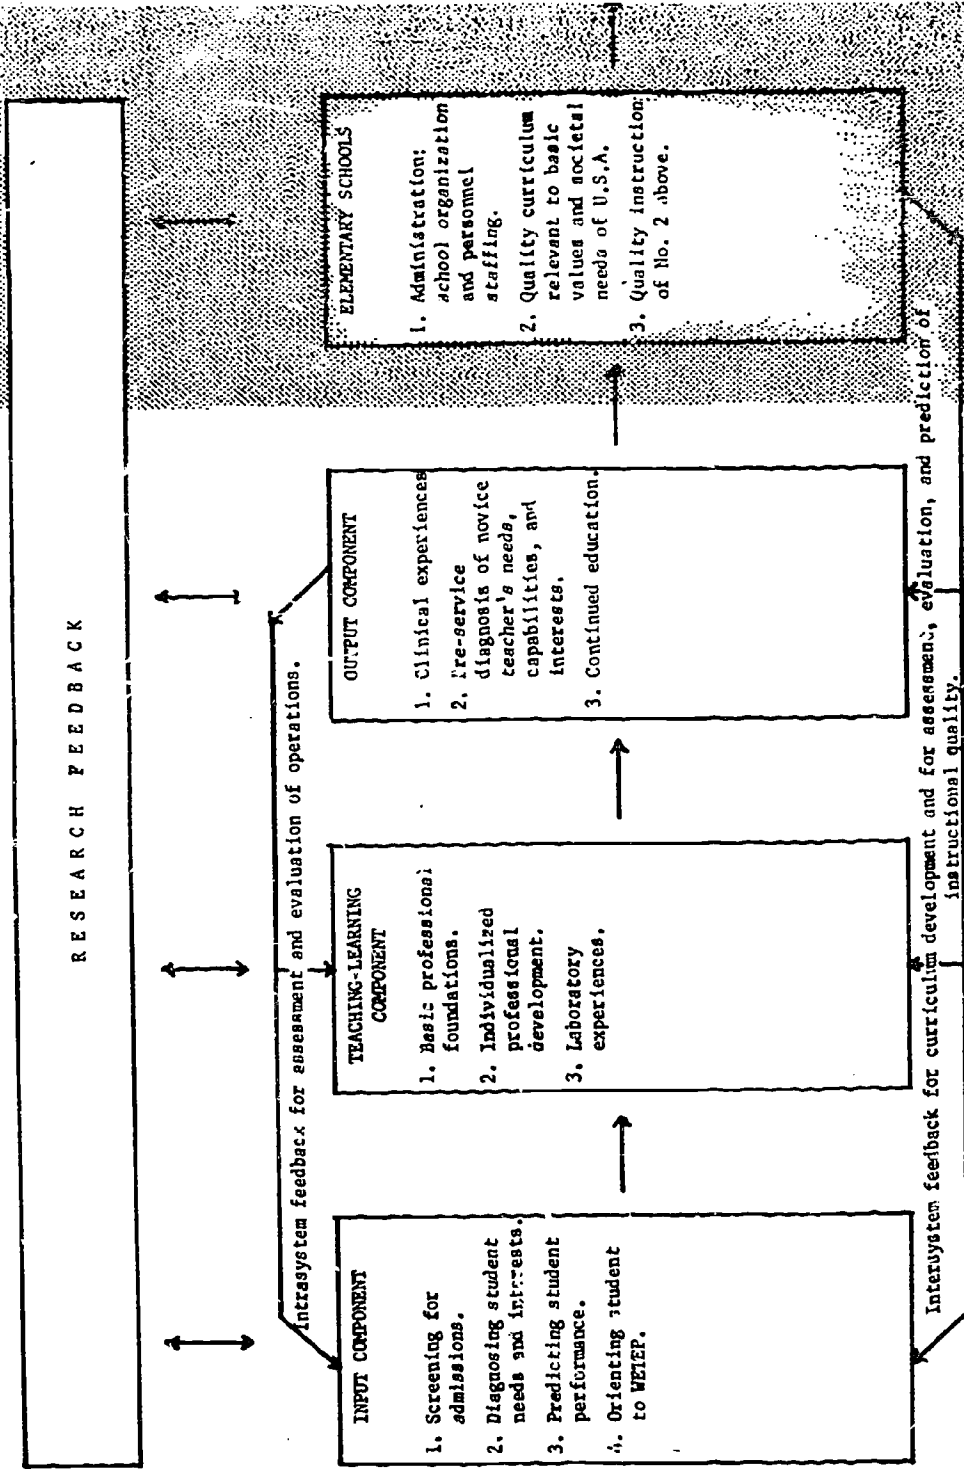 RESEARCH FEEDBACK
Intrasystem feedback for assessment and evaluation of operations.
INPUT COMPONENT
1. Screening for
admissions.
2. Diagnosing student
needs and interests.
3. Predicting student
performance.
4. Orienting student
to WETEP.
TEACHING-LEARNING
COMPONENT
1. Basic professional
foundations.
2. Individualized
professional
development.
3. Laboratory
experiences.
OUTPUT COMPONENT
1. Clinical experiences
2. Pre-service
diagnosis of novice
teacher's needs,
capabilities, and
interests.
3. Continued education.
ELEMENTARY SCHOOLS
1. Administration;
school organization
and personnel
staffing.
2. Quality curriculum
relevant to basic
values and societal
needs of U.S.A.
3. Quality instruction
of No. 2 above.
Intersystem feedback for curriculum development and for assessment, evaluation, and prediction of
instructional quality.